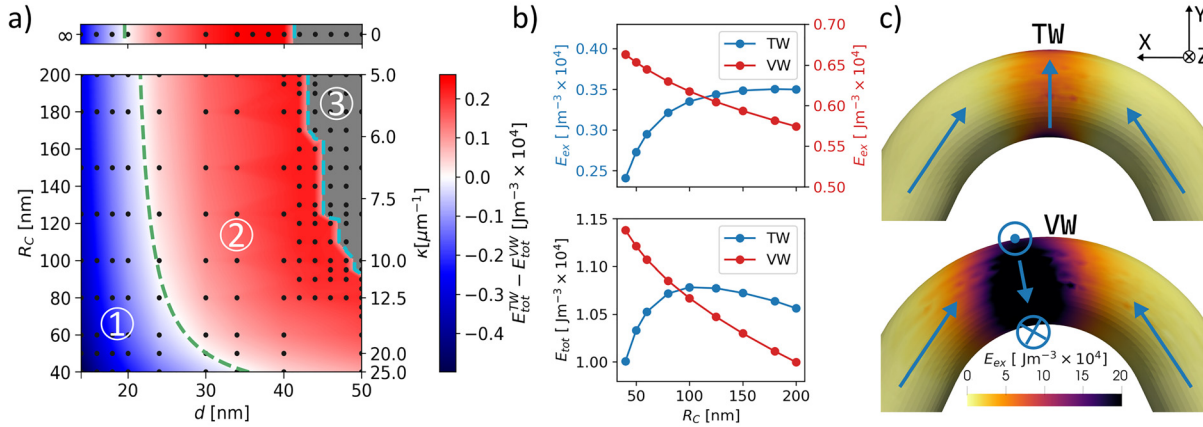 a)
∞
0
200
180
160
140
120
100
80
60
40
R_C [nm]
20
30
40
50
d [nm]
5.0
6.0
7.5
10.0
12.5
20.0
25.0
κ[μm⁻¹]
①
②
③
0.2
0.1
0.0
−0.1
−0.2
−0.3
−0.4
E_tot^TW − E_tot^VW [Jm⁻³ × 10⁴]
b)
0.40
0.35
0.30
0.25
E_ex [ Jm⁻³ × 10⁴]
TW
VW
0.70
0.65
0.60
0.55
0.50
E_ex [ Jm⁻³ × 10⁴]
1.15
1.10
1.05
1.00
E_tot [ Jm⁻³ × 10⁴]
TW
VW
50
100
150
200
R_C [nm]
c)
TW
Y
X
Z
VW
E_ex [ Jm⁻³ × 10⁴]
0
5
10
15
20